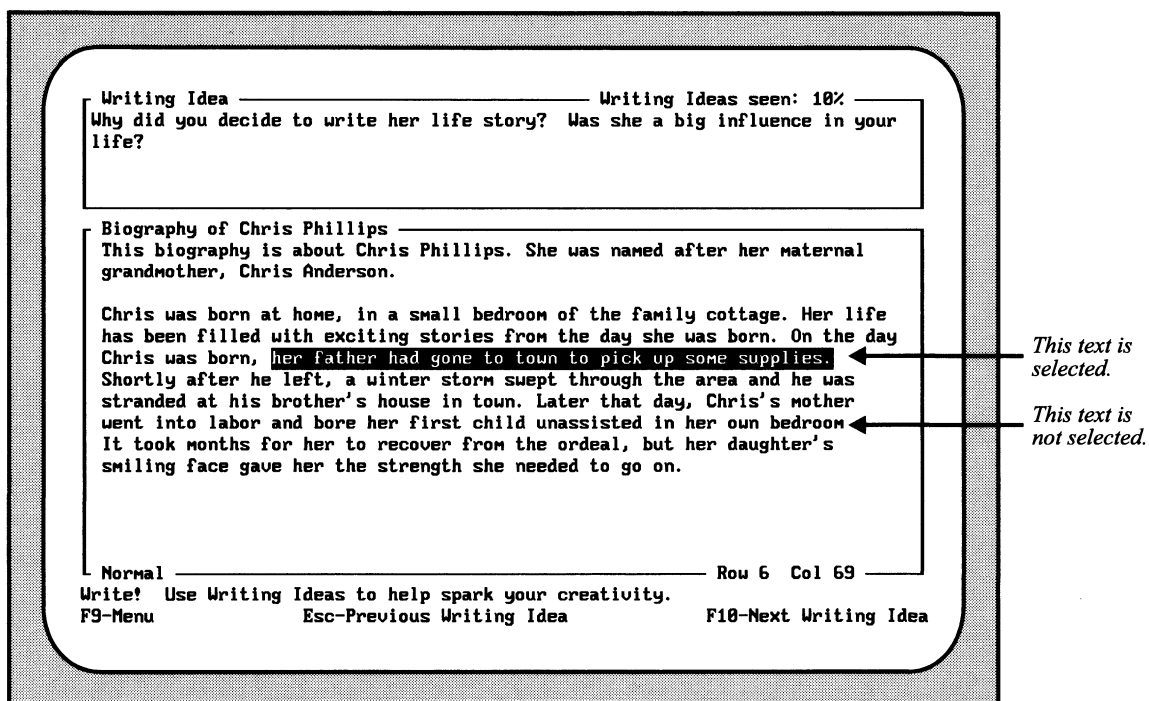 Writing Idea Writing Ideas seen: 10%
Why did you decide to write her life story? Was she a big influence in your
life?
Biography of Chris Phillips
This biography is about Chris Phillips. She was named after her maternal
grandmother, Chris Anderson.
Chris was born at home, in a small bedroom of the family cottage. Her life
has been filled with exciting stories from the day she was born. On the day
Chris was born, her father had gone to town to pick up some supplies.
This text is
selected.
Shortly after he left, a winter storm swept through the area and he was
stranded at his brother's house in town. Later that day, Chris's mother
went into labor and bore her first child unassisted in her own bedroom
This text is
not selected.
It took months for her to recover from the ordeal, but her daughter's
smiling face gave her the strength she needed to go on.
Normal Row 6 Col 69
Write! Use Writing Ideas to help spark your creativity.
F9-Menu Esc-Previous Writing Idea F10-Next Writing Idea